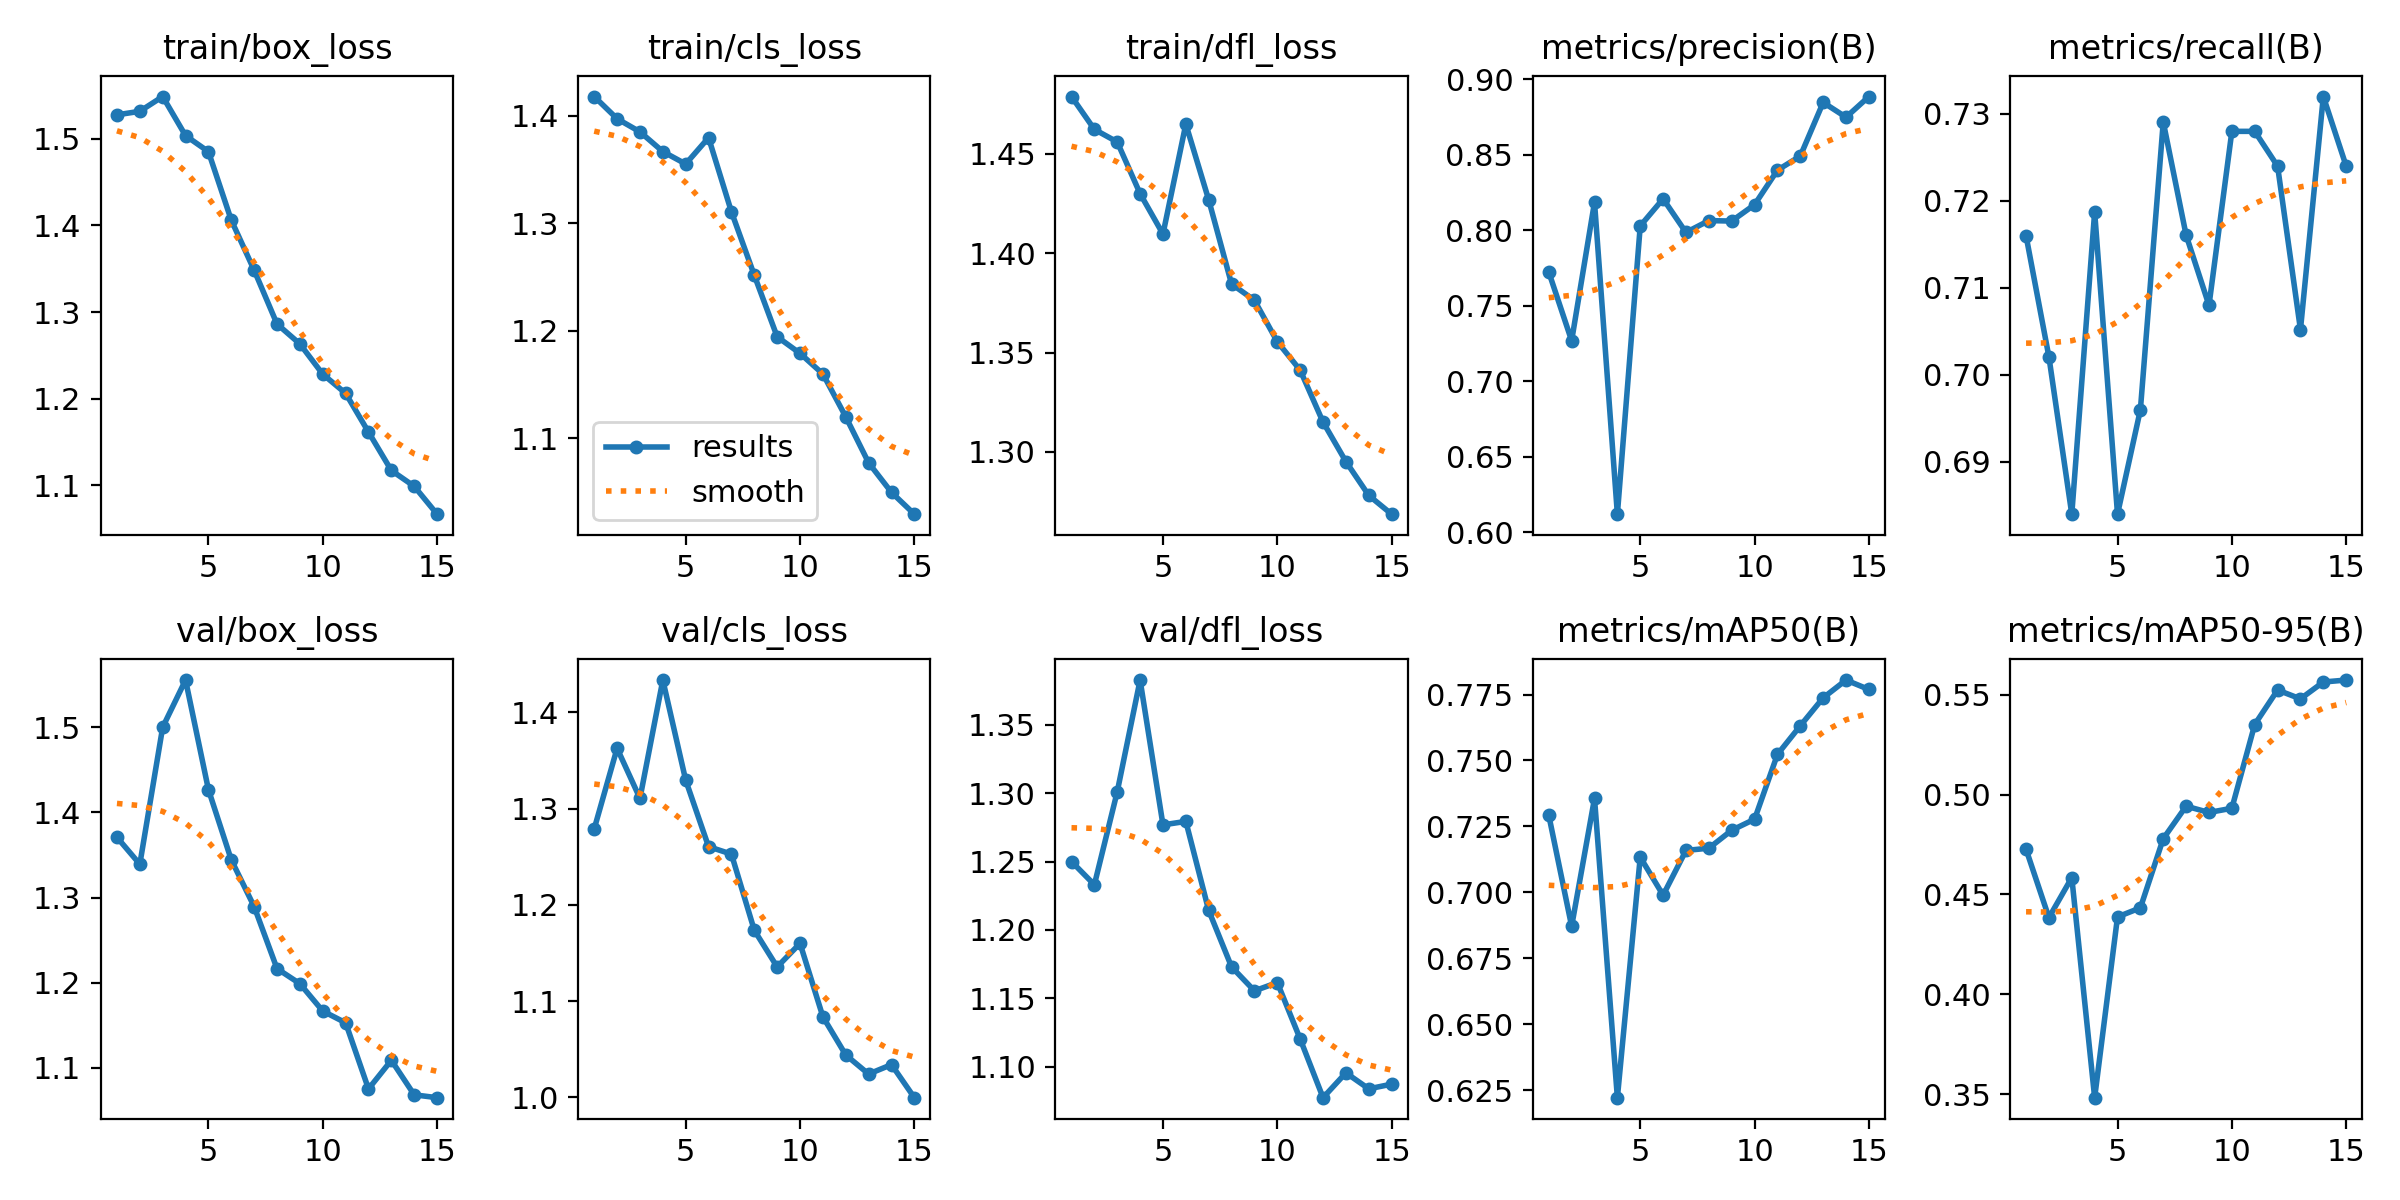 train/box_loss
1.5
1.4
1.3
1.2
1.1
5 10 15
train/cls_loss
1.4
1.3
1.2
1.1
results
smooth
5 10 15
train/dfl_loss
1.45
1.40
1.35
1.30
5 10 15
metrics/precision(B)
0.90
0.85
0.80
0.75
0.70
0.65
0.60
5 10 15
metrics/recall(B)
0.73
0.72
0.71
0.70
0.69
5 10 15
val/box_loss
1.5
1.4
1.3
1.2
1.1
5 10 15
val/cls_loss
1.4
1.3
1.2
1.1
1.0
5 10 15
val/dfl_loss
1.35
1.30
1.25
1.20
1.15
1.10
5 10 15
metrics/mAP50(B)
0.775
0.750
0.725
0.700
0.675
0.650
0.625
5 10 15
metrics/mAP50-95(B)
0.55
0.50
0.45
0.40
0.35
5 10 15